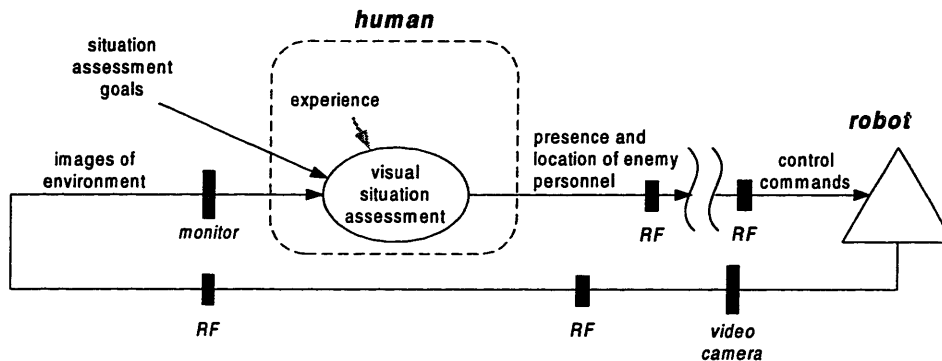 human
situation
assessment
goals
experience
robot
presence and
location of enemy
personnel
control
commands
images of
environment
visual
situation
assessment
monitor
RF
RF
RF
RF
video
camera